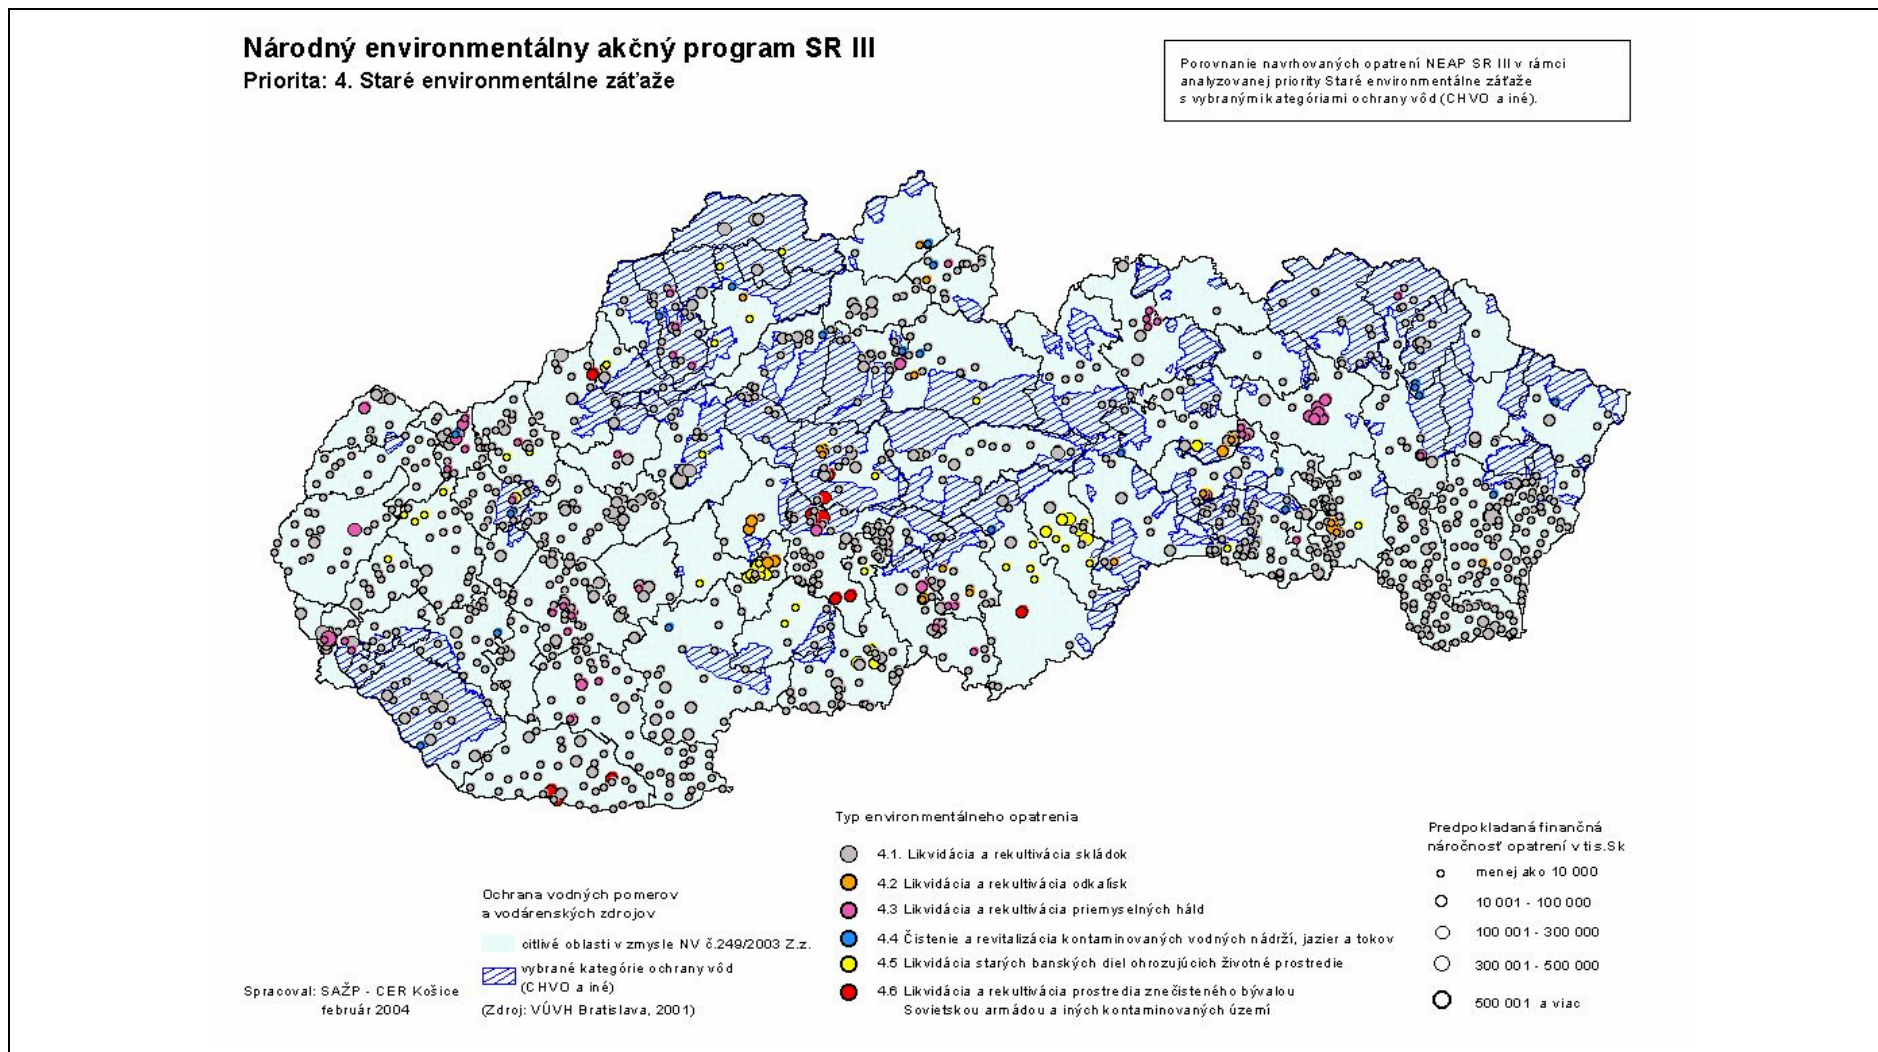 Národný environmentálny akčný program SR III
Priorita: 4. Staré environmentálne záťaže
Porovnanie navrhovaných opatrení NEAP SR III v rámci
analyzovanej priority Staré environmentálne záťaže
s vybranými kategóriami ochrany vôd (CHVO a iné).
Typ environmentálneho opatrenia
4.1. Likvidácia a rekultivácia skládok
4.2 Likvidácia a rekultivácia odkalísk
4.3 Likvidácia a rekultivácia priemyselných háld
4.4 Čistenie a revitalizácia kontaminovaných vodných nádrží, jazier a tokov
4.5 Likvidácia starých banských diel ohrozujúcich životné prostredie
4.6 Likvidácia a rekultivácia prostredia znečisteného bývalou
Sovietskou armádou a iných kontaminovaných území
Predpokladaná finančná
náročnosť opatrení v tis.Sk
menej ako 10 000
10 001 - 100 000
100 001 - 300 000
300 001 - 500 000
500 001 a viac
Ochrana vodných pomerov
a vodárenských zdrojov
citlivé oblasti v zmysle NV č.249/2003 Z.z.
vybrané kategórie ochrany vôd
(CHVO a iné)
(Zdroj: VÚVH Bratislava, 2001)
Spracoval: SAŽP - CER Košice
február 2004